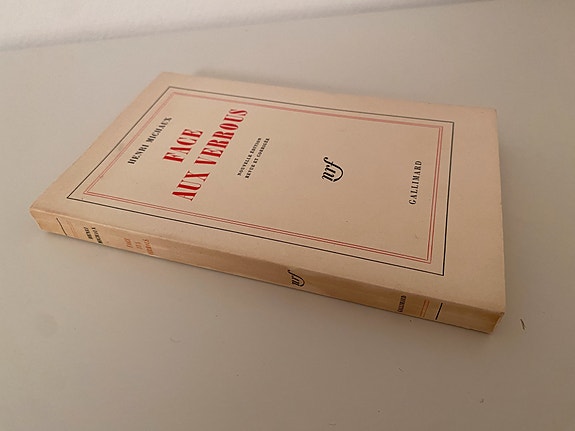 HENRI MICHAUX
FACE
AUX VERROUS
NOUVELLE ÉDITION
REVUE ET CORRIGÉE
nrf
GALLIMARD
HENRI
MICHAUX
FACE
AUX
VERROUS
nrf
GALLIMARD